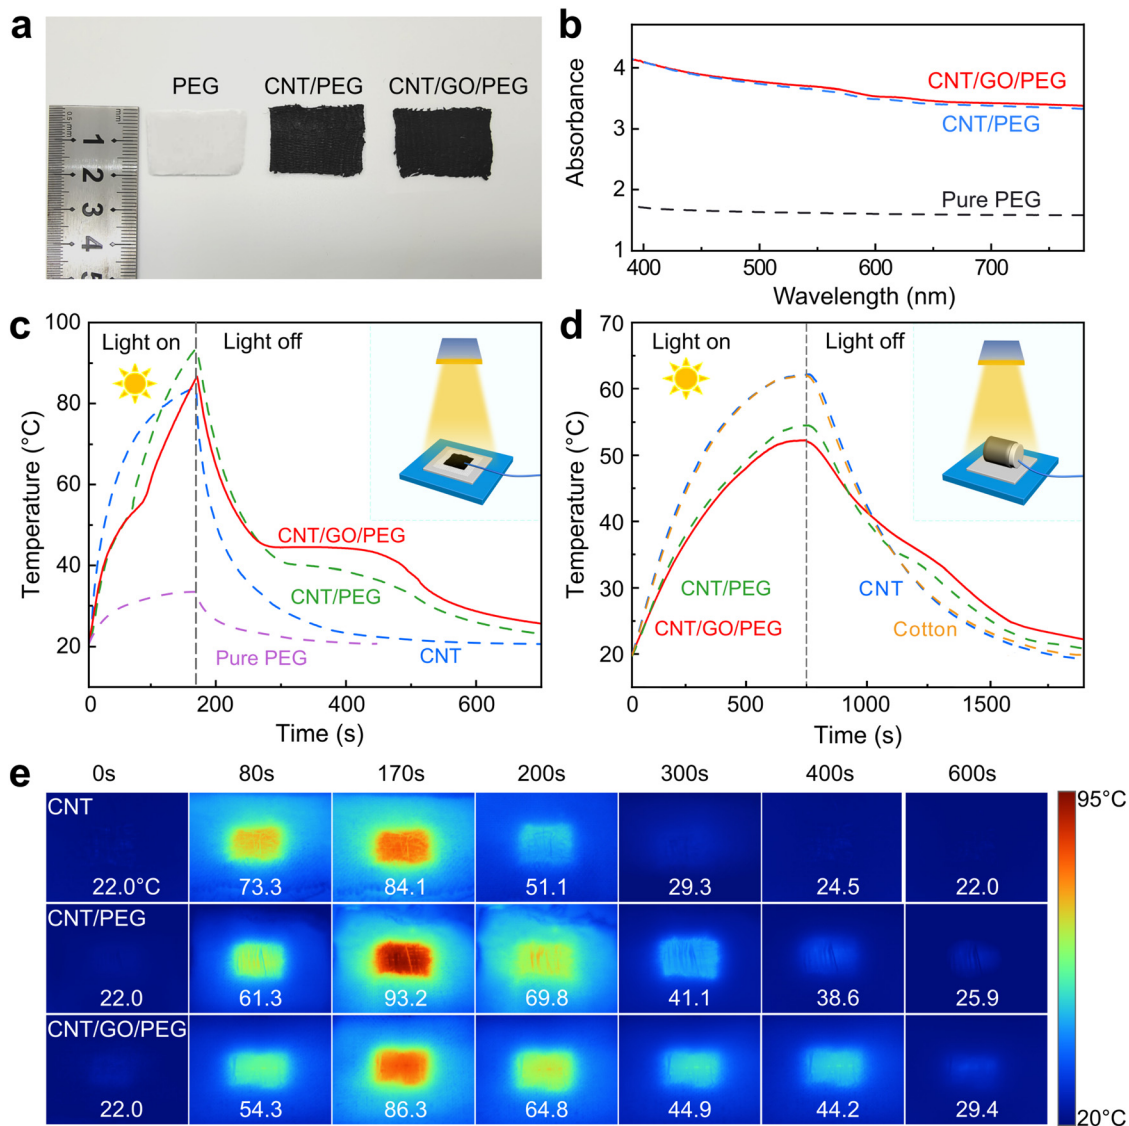 a
PEG CNT/PEG CNT/GO/PEG
0.5mm
1mm
1
2
3
4
5
b
Absorbance
4
3
2
1
CNT/GO/PEG
CNT/PEG
Pure PEG
400 500 600 700
Wavelength (nm)
c
Temperature (°C)
100
80
60
40
20
Light on
Light off
CNT/GO/PEG
CNT/PEG
Pure PEG
CNT
0 200 400 600
Time (s)
d
Temperature (°C)
70
60
50
40
30
20
Light on
Light off
CNT/PEG
CNT/GO/PEG
CNT
Cotton
0 500 1000 1500
Time (s)
e
0s 80s 170s 200s 300s 400s 600s
CNT
22.0°C 73.3 84.1 51.1 29.3 24.5 22.0
CNT/PEG
22.0 61.3 93.2 69.8 41.1 38.6 25.9
CNT/GO/PEG
22.0 54.3 86.3 64.8 44.9 44.2 29.4
95°C
20°C